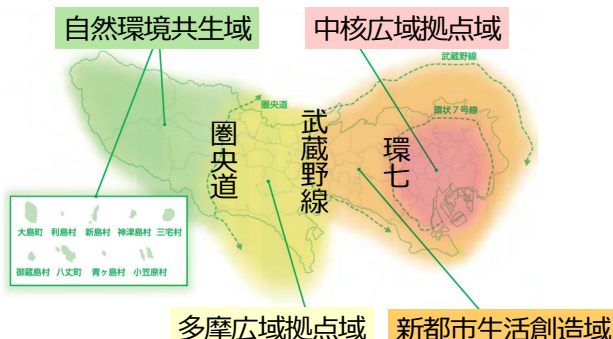 自然環境共生域
中核広域拠点域
武蔵野線
圏央道
環状7号線
圏央道
武蔵野線
環七
大島町 利島村 新島村 神津島村 三宅村
御蔵島村 八丈町 青ヶ島村 小笠原村
多摩広域拠点域
新都市生活創造域